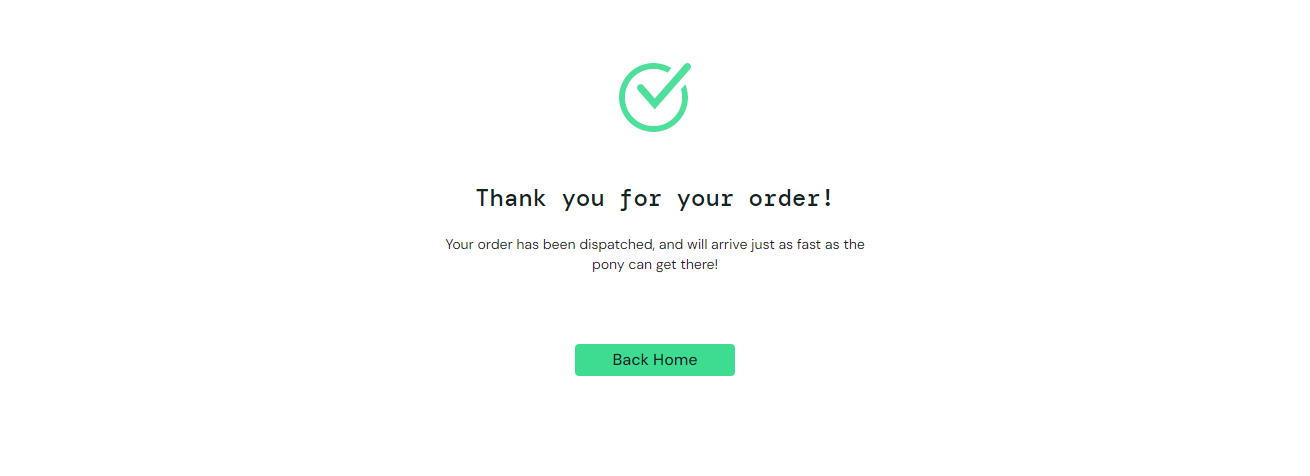 Thank you for your order!
Your order has been dispatched, and will arrive just as fast as the
pony can get there!
Back Home